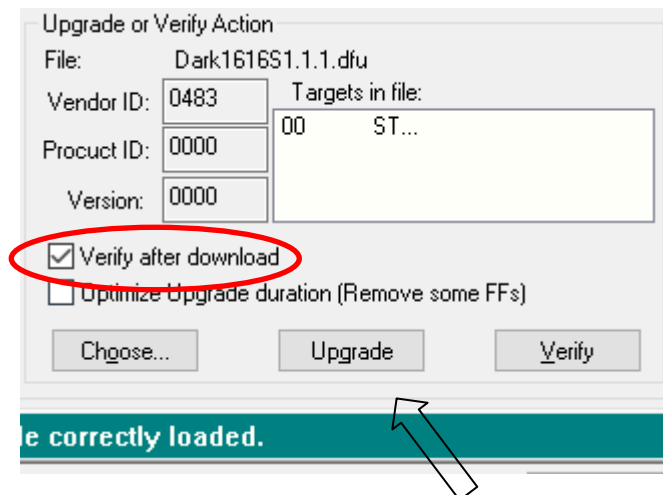 Upgrade or Verify Action
File: Dark1616S1.1.1.dfu
Vendor ID: 0483 Targets in file:
00 ST...
Procuct ID: 0000
Version: 0000
Verify after download
Optimize Upgrade duration (Remove some FFs)
Choose... Upgrade Verify
le correctly loaded.